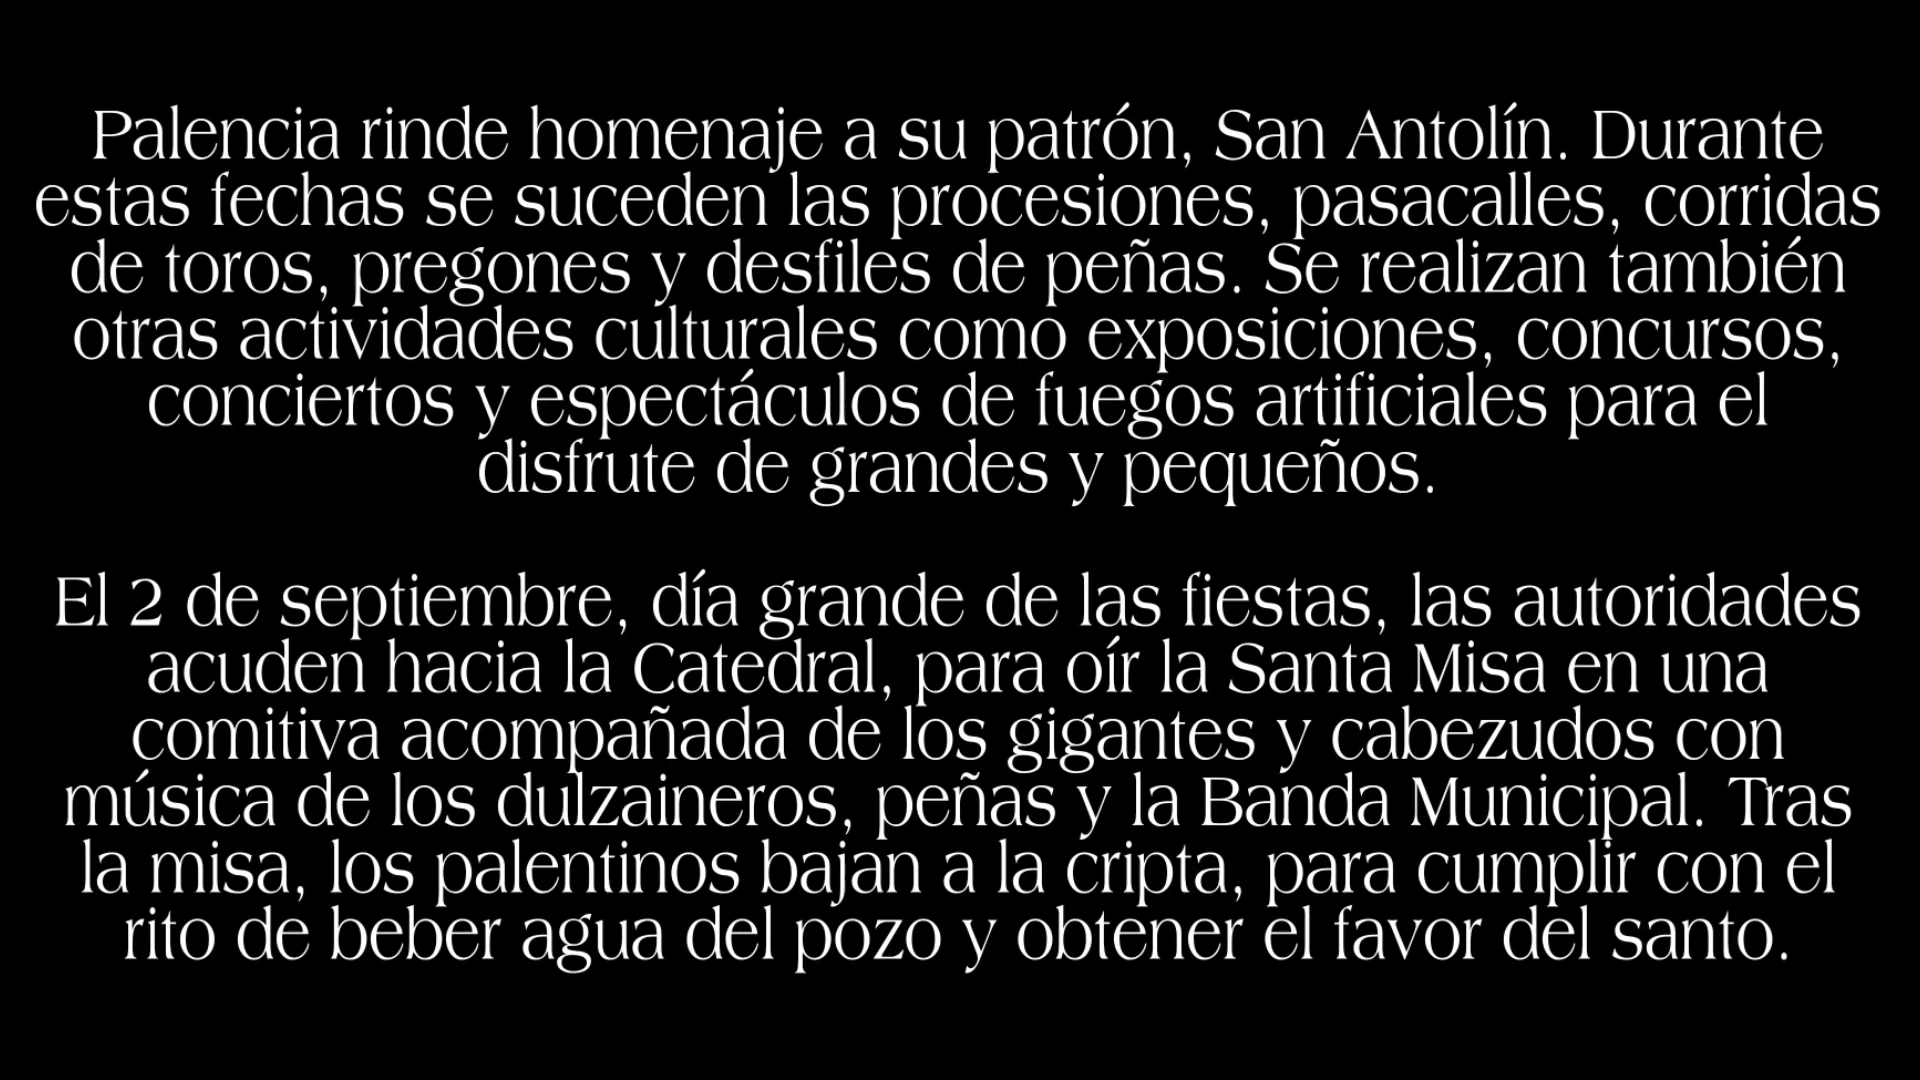 Palencia rinde homenaje a su patrón, San Antolín. Durante
estas fechas se suceden las procesiones, pasacalles, corridas
de toros, pregones y desfiles de peñas. Se realizan también
otras actividades culturales como exposiciones, concursos,
conciertos y espectáculos de fuegos artificiales para el
disfrute de grandes y pequeños.
El 2 de septiembre, día grande de las fiestas, las autoridades
acuden hacia la Catedral, para oír la Santa Misa en una
comitiva acompañada de los gigantes y cabezudos con
música de los dulzaineros, peñas y la Banda Municipal. Tras
la misa, los palentinos bajan a la cripta, para cumplir con el
rito de beber agua del pozo y obtener el favor del santo.